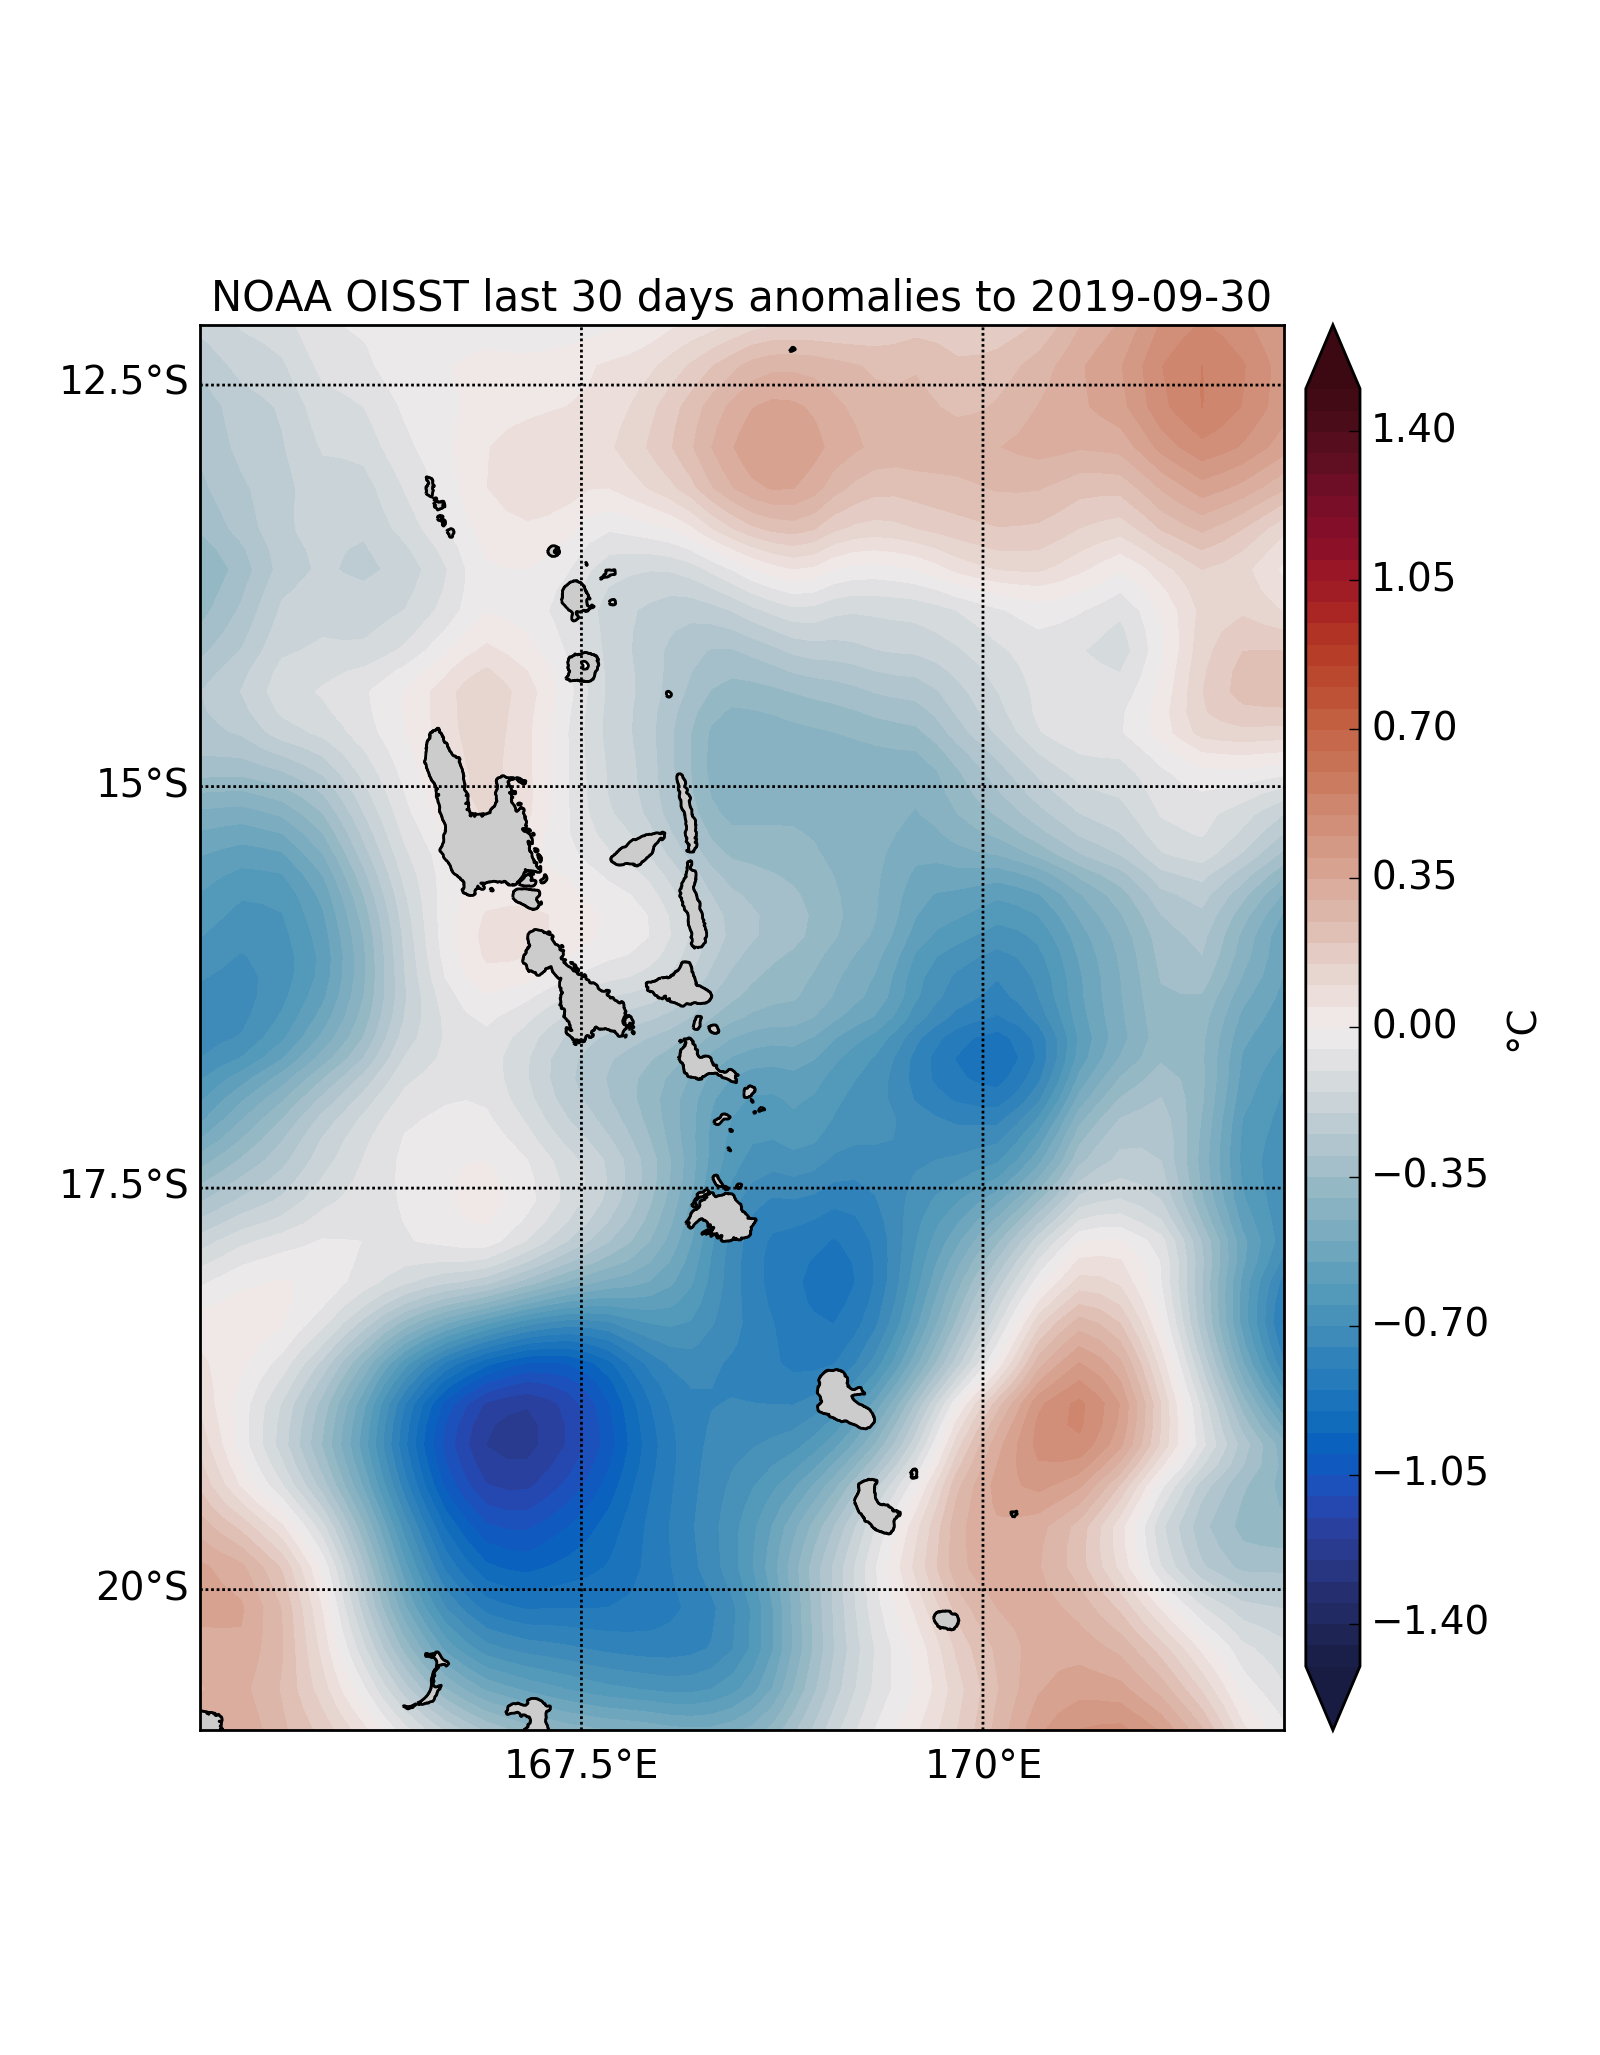 NOAA OISST last 30 days anomalies to 2019-09-30
12.5°S
15°S
17.5°S
20°S
167.5°E
170°E
1.40
1.05
0.70
0.35
0.00
−0.35
−0.70
−1.05
−1.40
°C